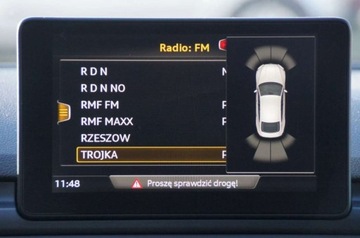 Radio: FM
R D N
R D N NO
RMF FM
RMF MAXX
RZESZOW
TROJKA
11:48
Proszę sprawdzić drogę!